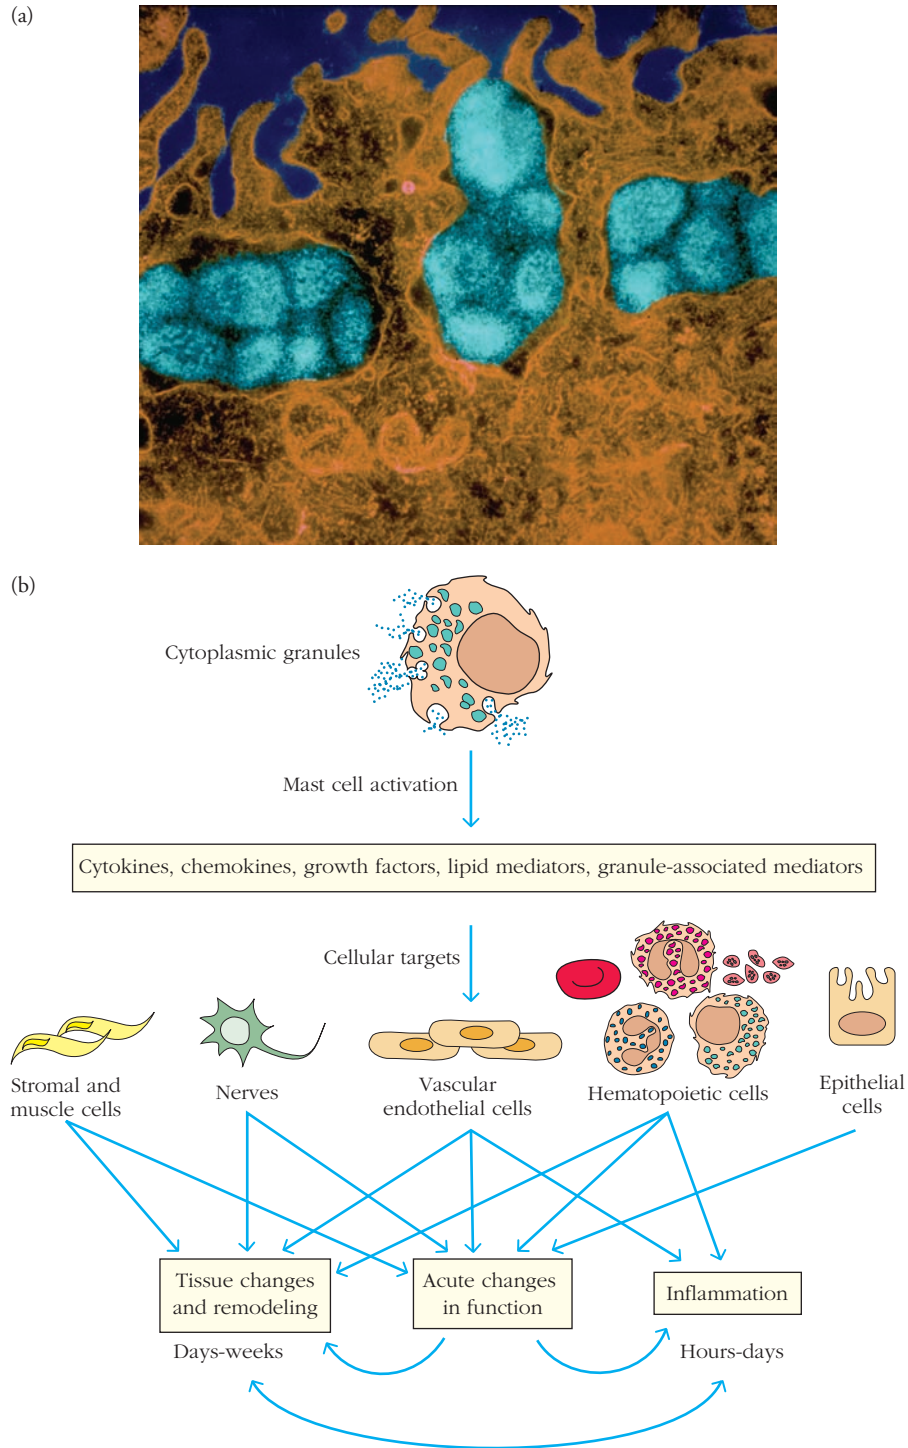 (a)
(b)
Cytoplasmic granules
Mast cell activation
Cytokines, chemokines, growth factors, lipid mediators, granule-associated mediators
Cellular targets
Stromal and
muscle cells
Nerves
Vascular
endothelial cells
Hematopoietic cells
Epithelial
cells
Tissue changes
and remodeling
Acute changes
in function
Inflammation
Days-weeks
Hours-days